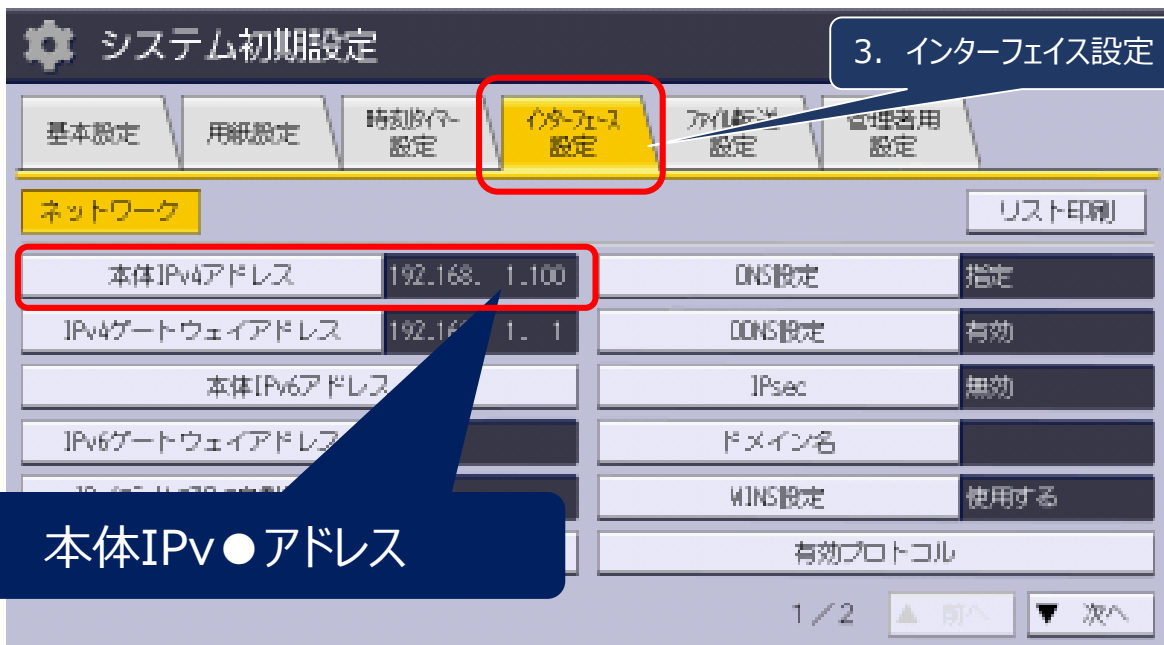 システム初期設定
3. インターフェイス設定
基本設定
用紙設定
時刻タイマー
設定
インターフェース
設定
ファイル転送
設定
管理者用
設定
ネットワーク
リスト印刷
本体IPv4アドレス 192.168. 1.100
DNS設定 指定
IPv4ゲートウェイアドレス 192.16 1. 1
DDNS設定 有効
本体IPv6アドレス
IPsec 無効
IPv6ゲートウェイアドレス
ドメイン名
WINS設定 使用する
本体IPv●アドレス
有効プロトコル
1/2
▲ 前へ
▼ 次へ